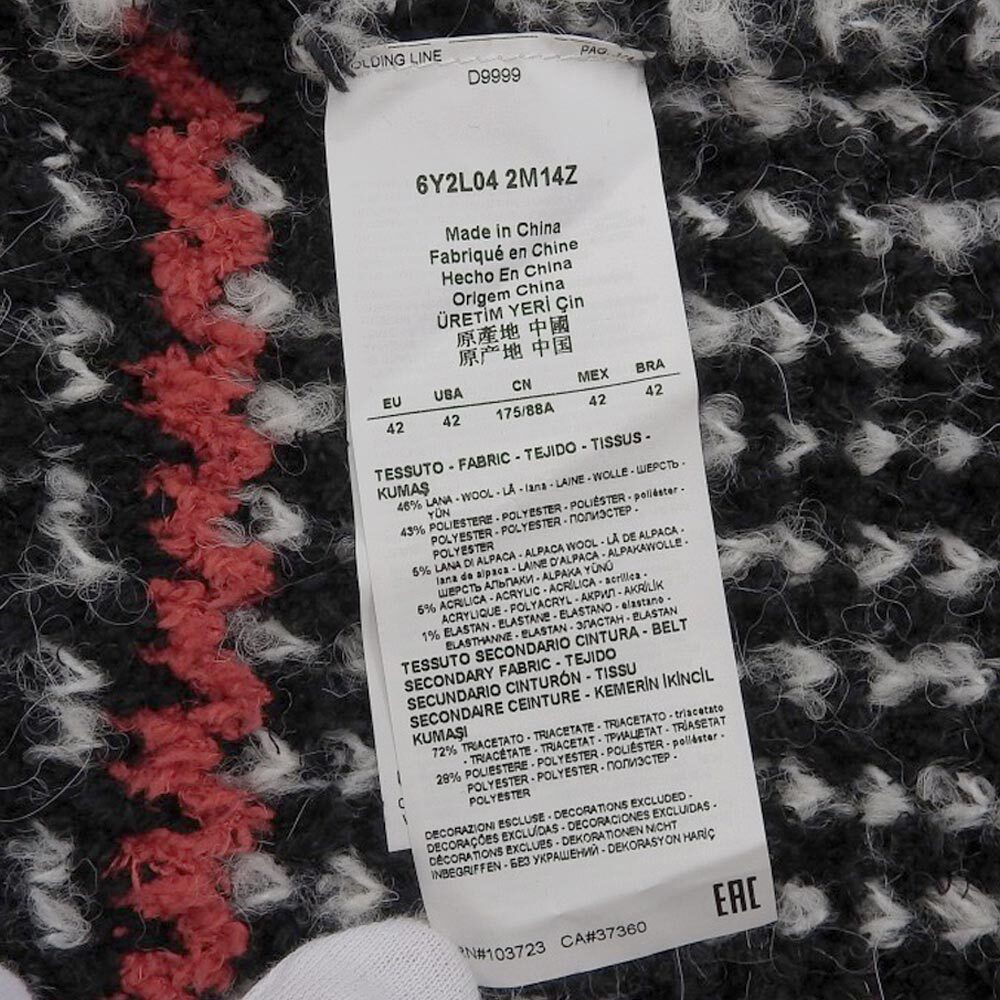 OLDING LINE
PAG.
D9999
6Y2L04 2M14Z
Made in China
Fabriqué en Chine
Hecho En China
Origem China
ÜRETİM YERİ Çin
原產地 中國
原产地 中国
EU USA CN MEX BRA
42 42 175/88A 42 42
TESSUTO - FABRIC - TEJIDO - TISSUS -
KUMAŞ
46% LANA - WOOL - LÃ - lana - LAINE - WOLLE - ШЕРСТЬ -
YÜN
43% POLIESTERE - POLYESTER - POLIÉSTER - poliéster -
POLYESTER - POLYESTER - ПОЛИЭСТЕР -
POLYESTER
5% LANA DI ALPACA - ALPACA WOOL - LÃ DE ALPACA -
lana de alpaca - LAINE D'ALPACA - ALPAKAWOLLE -
ШЕРСТЬ АЛЬПАКИ - ALPAKA YÜNÜ
5% ACRILICA - ACRYLIC - ACRÍLICA - acrílica -
ACRYLIQUE - POLYACRYL - АКРИЛ - AKRİLİK
1% ELASTAN - ELASTANE - ELASTANO - elastano -
ELASTHANNE - ELASTAN - ЭЛАСТАН - ELASTAN
TESSUTO SECONDARIO CINTURA - BELT
SECONDARY FABRIC - TEJIDO
SECUNDARIO CINTURÓN - TISSU
SECONDAIRE CEINTURE - KEMERİN İKİNCİL
KUMAŞI
72% TRIACETATO - TRIACETATE - TRIACETATO - triacetato
- TRIACÉTATE - TRIACETAT - ТРИАЦЕТАТ - TRİASETAT
28% POLIESTERE - POLYESTER - POLIÉSTER - poliéster -
POLYESTER - POLYESTER - ПОЛИЭСТЕР -
POLYESTER
DECORAZIONI ESCLUSE - DECORATIONS EXCLUDED -
DECORAÇÕES EXCLUÍDAS - DECORACIONES EXCLUIDAS -
DÉCORATIONS EXCLUES - DEKORATIONEN NICHT
INBEGRIFFEN - БЕЗ УКРАШЕНИЙ - DEKORASYON HARİÇ
EAC
RN#103723 CA#37360